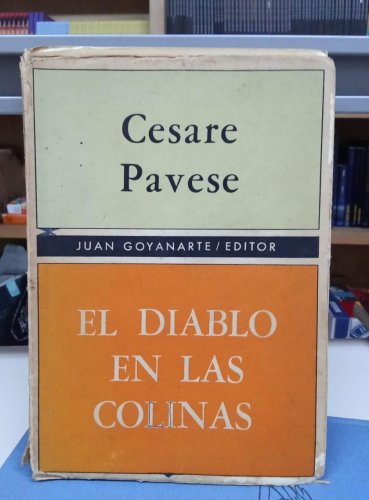 Cesare
Pavese
JUAN GOYANARTE / EDITOR
EL DIABLO
EN LAS
COLINAS